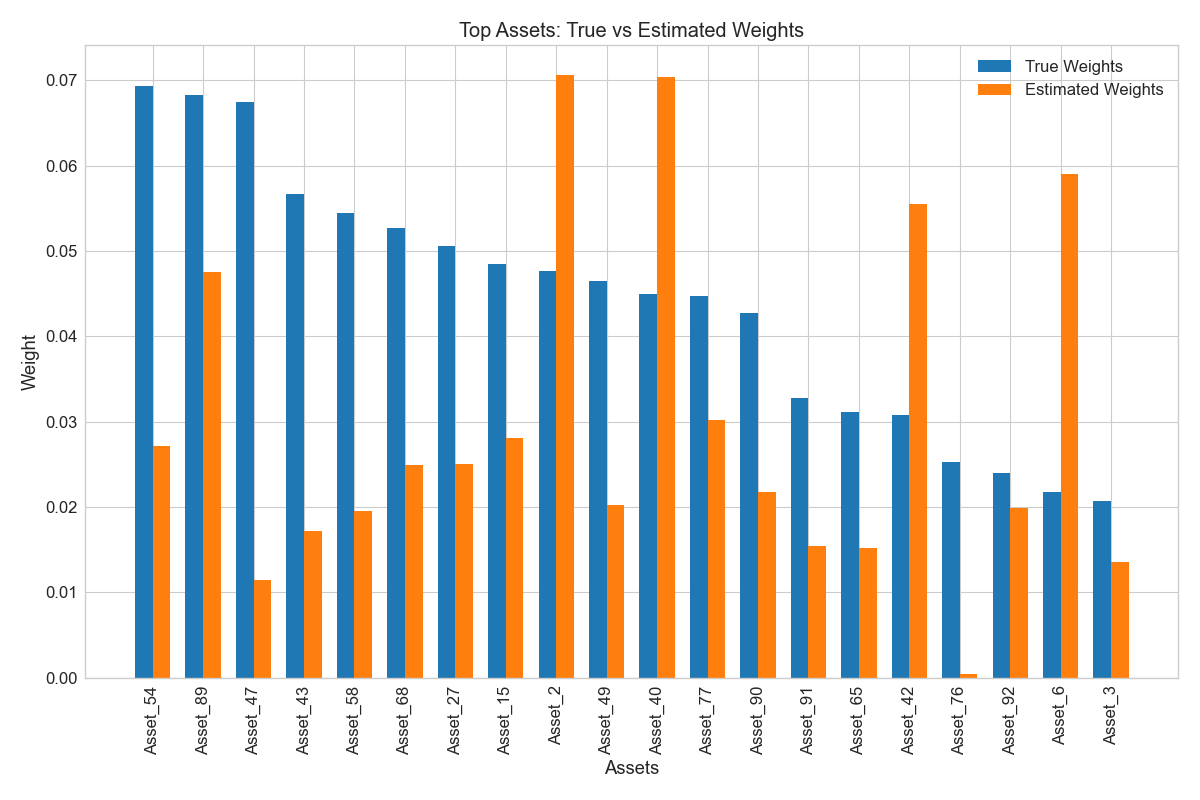 Top Assets: True vs Estimated Weights
True Weights
Estimated Weights
Weight
0.07
0.06
0.05
0.04
0.03
0.02
0.01
0.00
Asset_54
Asset_89
Asset_47
Asset_43
Asset_58
Asset_68
Asset_27
Asset_15
Asset_2
Asset_49
Asset_40
Asset_77
Asset_90
Asset_91
Asset_65
Asset_42
Asset_76
Asset_92
Asset_6
Asset_3
Assets